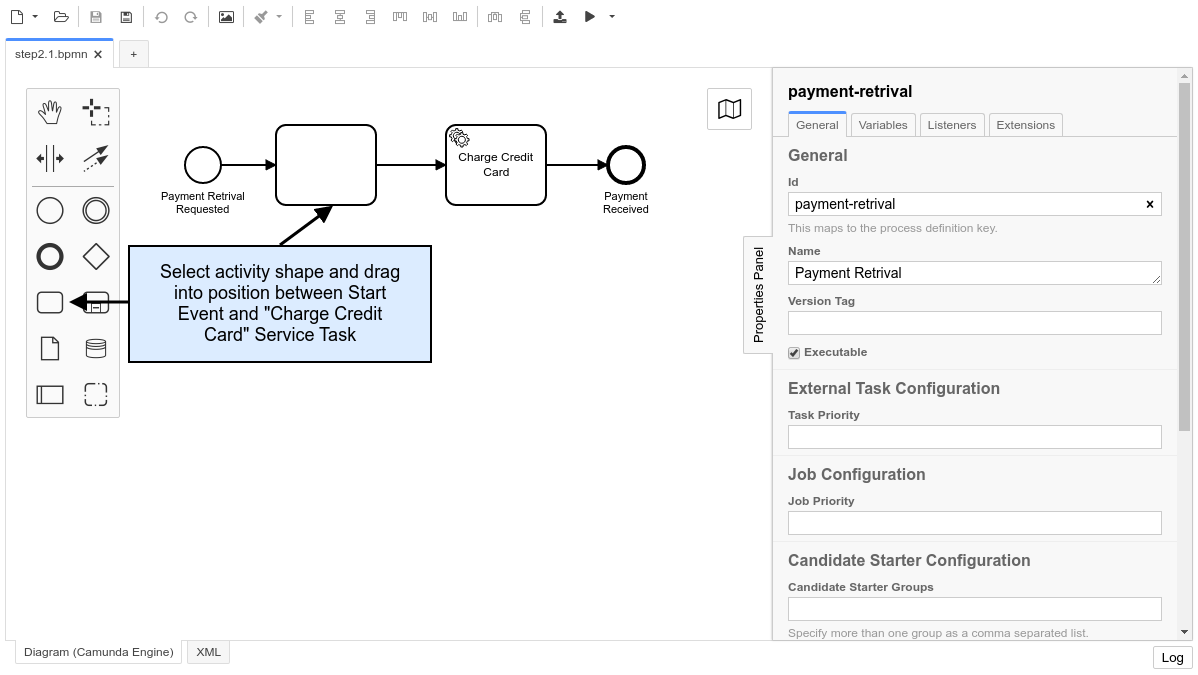 step2.1.bpmn
+
Payment Retrival
Requested
Charge Credit
Card
Payment
Received
Select activity shape and drag
into position between Start
Event and "Charge Credit
Card" Service Task
Properties Panel
payment-retrival
General
Variables
Listeners
Extensions
General
Id
payment-retrival
This maps to the process definition key.
Name
Payment Retrival
Version Tag
Executable
External Task Configuration
Task Priority
Job Configuration
Job Priority
Candidate Starter Configuration
Candidate Starter Groups
Specify more than one group as a comma separated list.
Diagram (Camunda Engine)
XML
Log